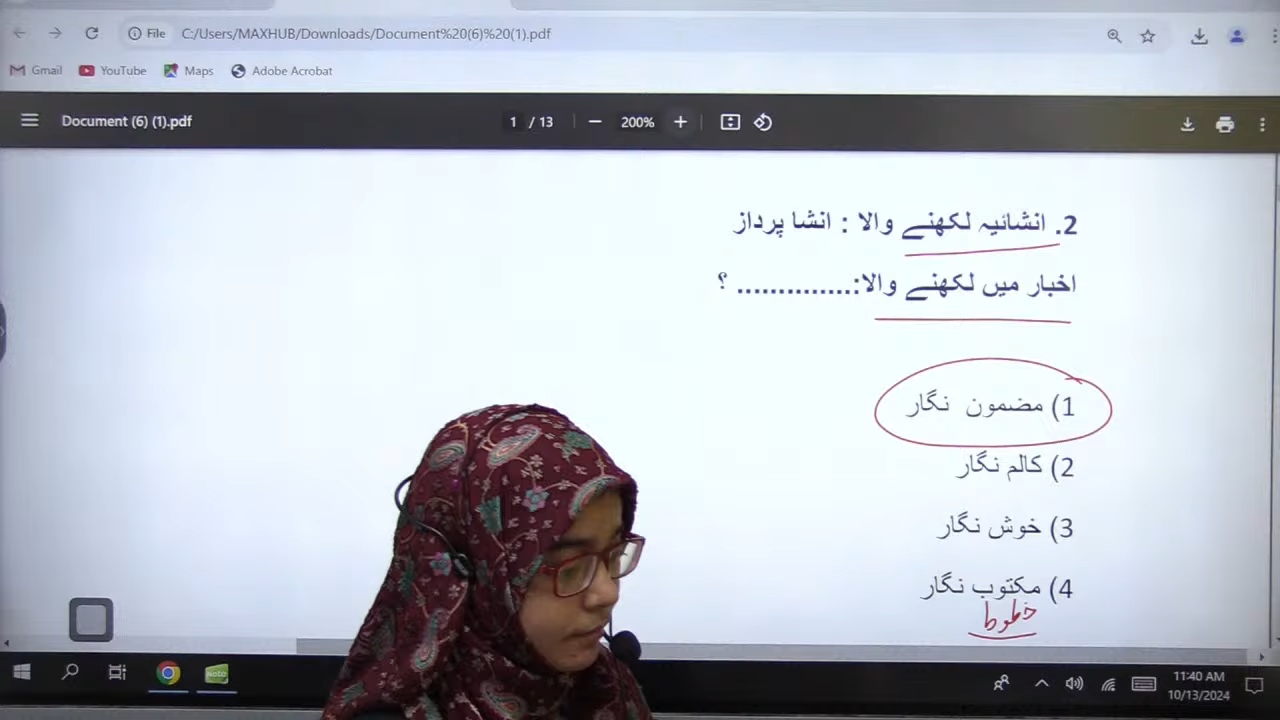 File C:/Users/MAXHUB/Downloads/Document%20(6)%20(1).pdf
Gmail YouTube Maps Adobe Acrobat
Document (6) (1).pdf 1 / 13 200%
2. انشائیہ لکھنے والا : انشا پرداز
اخبار میں لکھنے والا:.............. ؟
1) مضمون نگار
2) کالم نگار
3) خوش نگار
4) مکتوب نگار
خطوط
Note
11:40 AM
10/13/2024